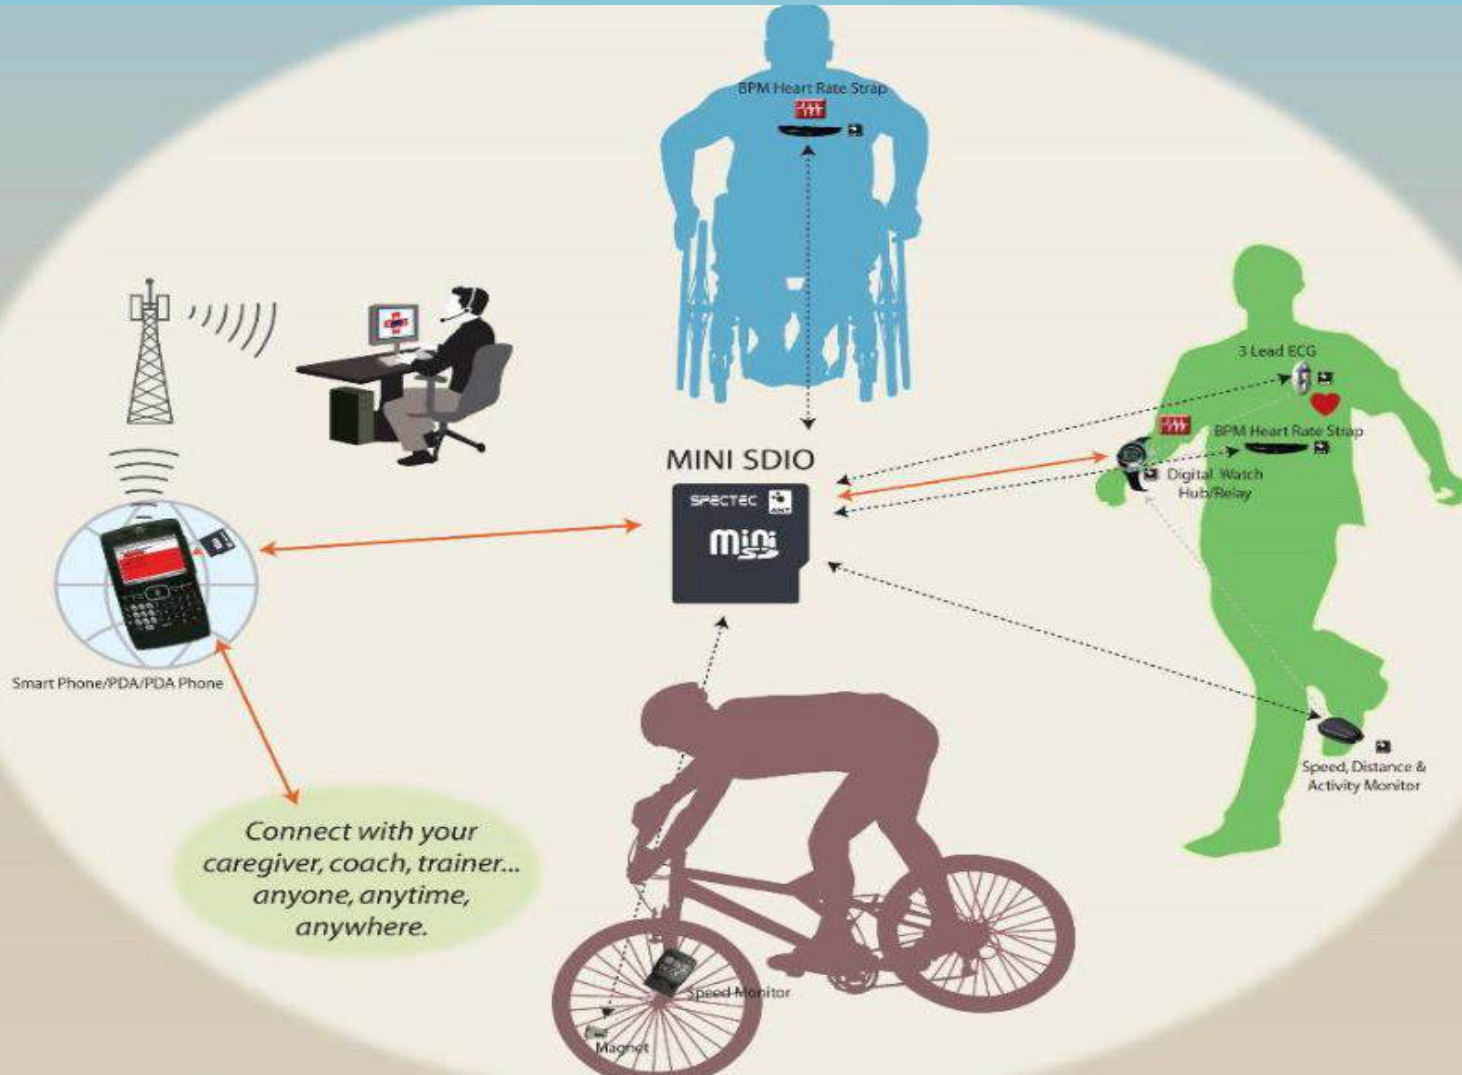 BPM Heart Rate Strap
3 Lead ECG
BPM Heart Rate Strap
Digital Watch
Hub/Relay
MINI SDIO
SPECTEC
ANT
mini
SD
Smart Phone/PDA/PDA Phone
Speed, Distance &
Activity Monitor
Connect with your
caregiver, coach, trainer...
anyone, anytime,
anywhere.
Speed Monitor
Magnet